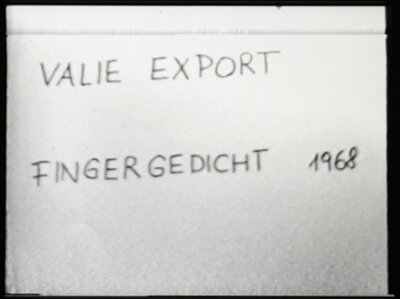 VALIE EXPORT
FINGERGEDICHT 1968